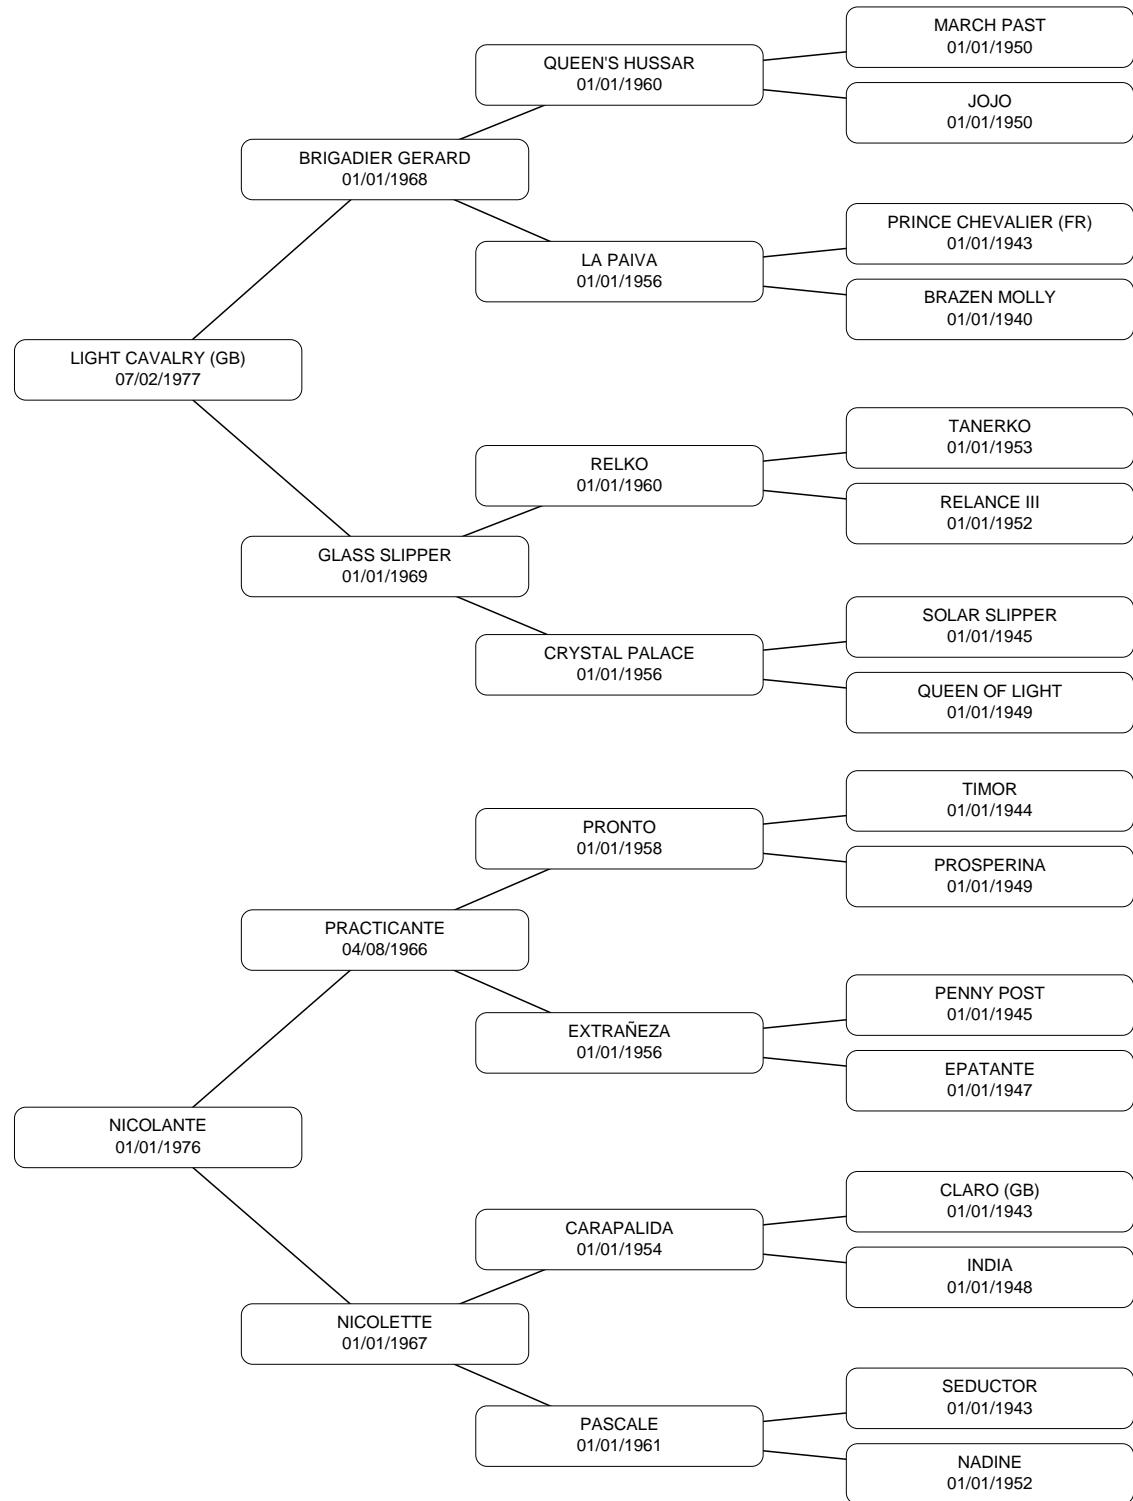 MARCH PAST
01/01/1950
QUEEN'S HUSSAR
01/01/1960
JOJO
01/01/1950
BRIGADIER GERARD
01/01/1968
PRINCE CHEVALIER (FR)
01/01/1943
LA PAIVA
01/01/1956
BRAZEN MOLLY
01/01/1940
LIGHT CAVALRY (GB)
07/02/1977
TANERKO
01/01/1953
RELKO
01/01/1960
RELANCE III
01/01/1952
GLASS SLIPPER
01/01/1969
SOLAR SLIPPER
01/01/1945
CRYSTAL PALACE
01/01/1956
QUEEN OF LIGHT
01/01/1949
TIMOR
01/01/1944
PRONTO
01/01/1958
PROSPERINA
01/01/1949
PRACTICANTE
04/08/1966
PENNY POST
01/01/1945
EXTRAÑEZA
01/01/1956
EPATANTE
01/01/1947
NICOLANTE
01/01/1976
CLARO (GB)
01/01/1943
CARAPALIDA
01/01/1954
INDIA
01/01/1948
NICOLETTE
01/01/1967
SEDUCTOR
01/01/1943
PASCALE
01/01/1961
NADINE
01/01/1952